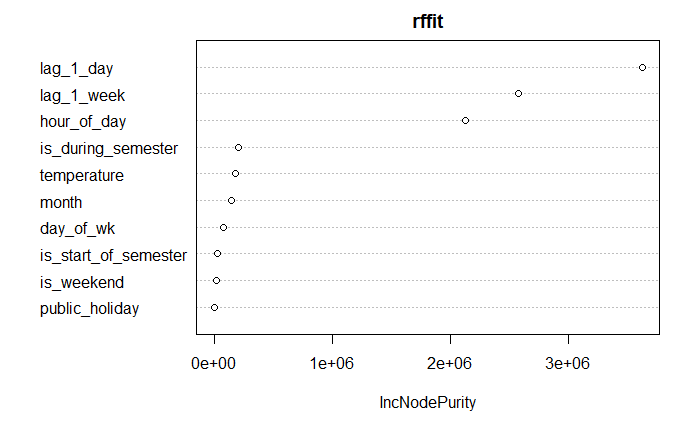 rffit
lag_1_day
lag_1_week
hour_of_day
is_during_semester
temperature
month
day_of_wk
is_start_of_semester
is_weekend
public_holiday
0e+00 1e+06 2e+06 3e+06
IncNodePurity